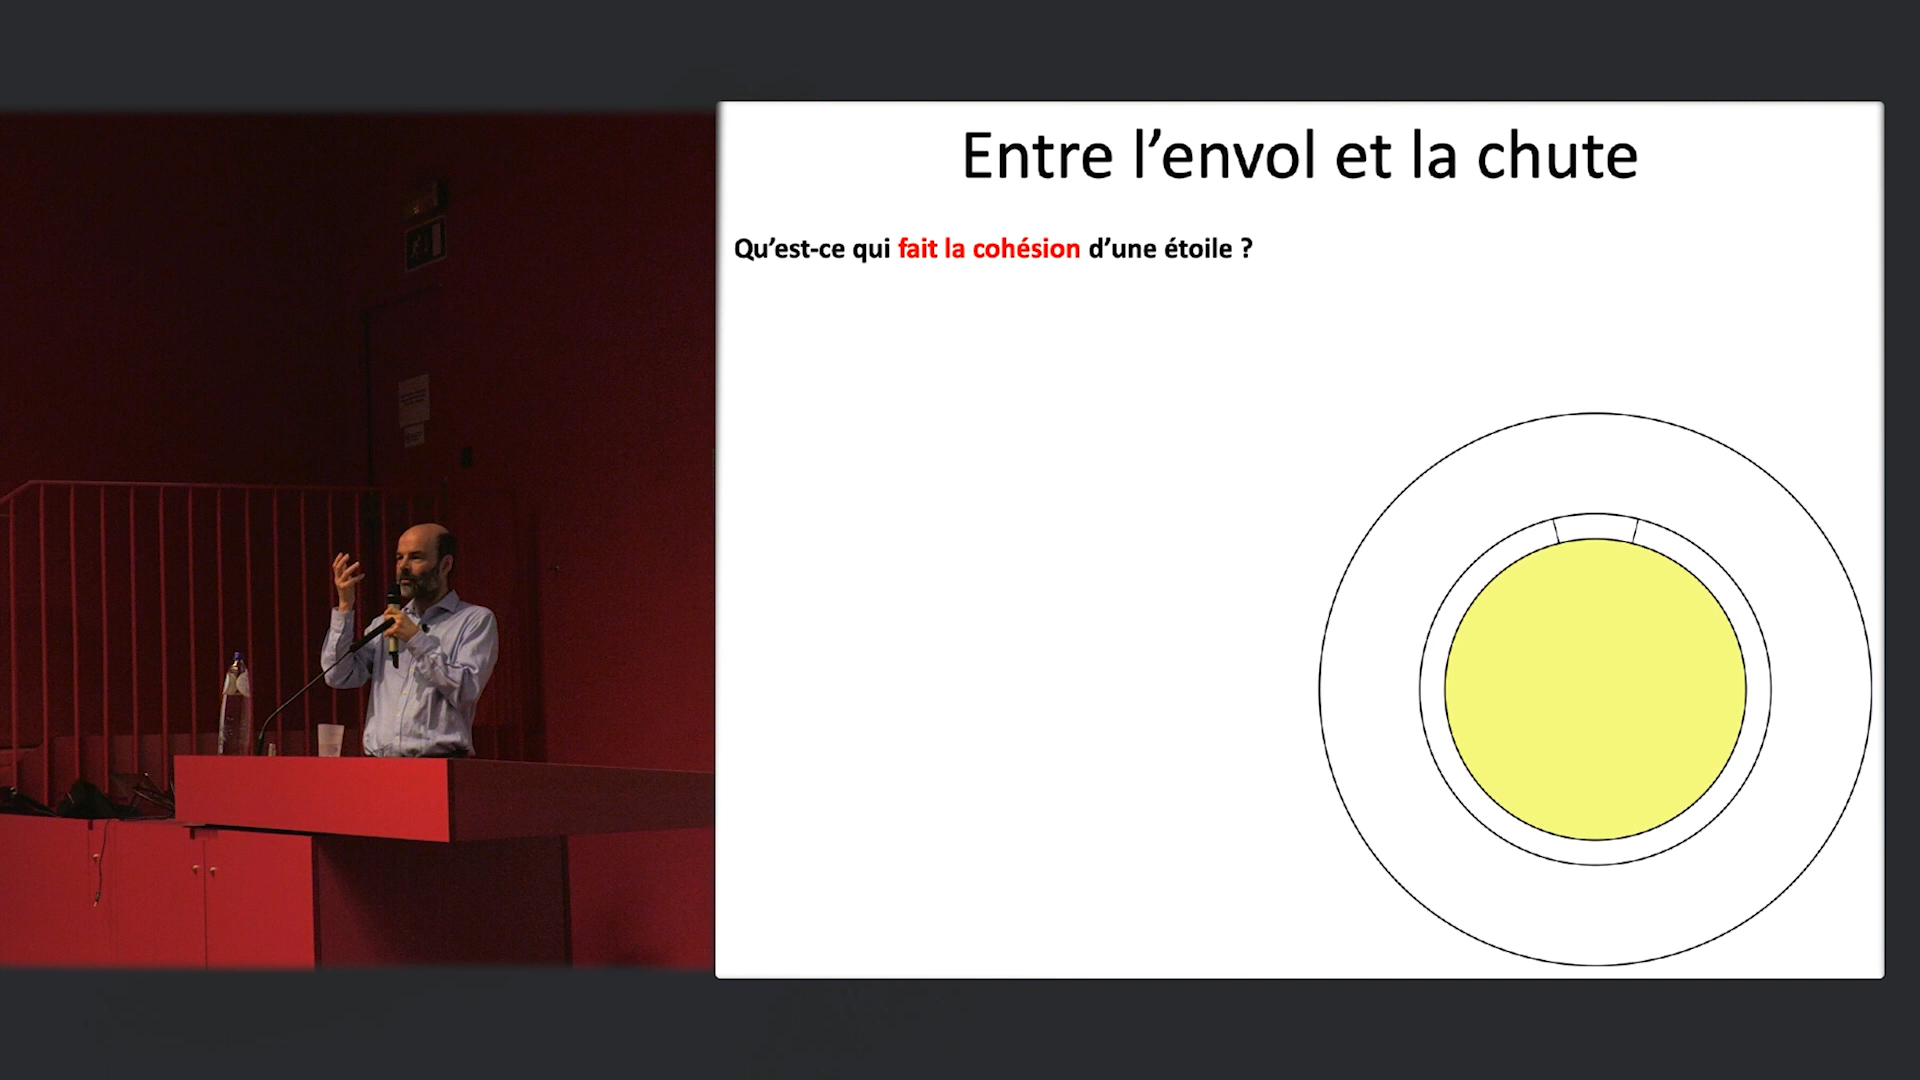 Entre l’envol et la chute
Qu’est-ce qui fait la cohésion d’une étoile ?